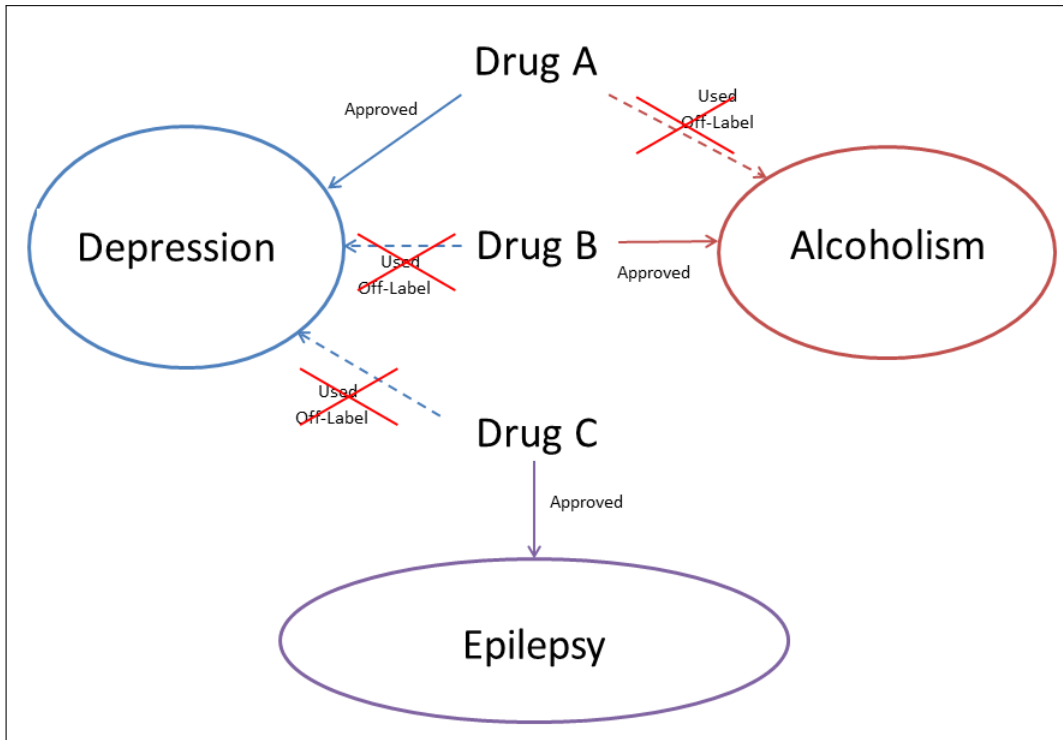 Drug A
Approved
Used
Off-Label
Depression
Used
Off-Label
Drug B
Approved
Alcoholism
Used
Off-Label
Drug C
Approved
Epilepsy